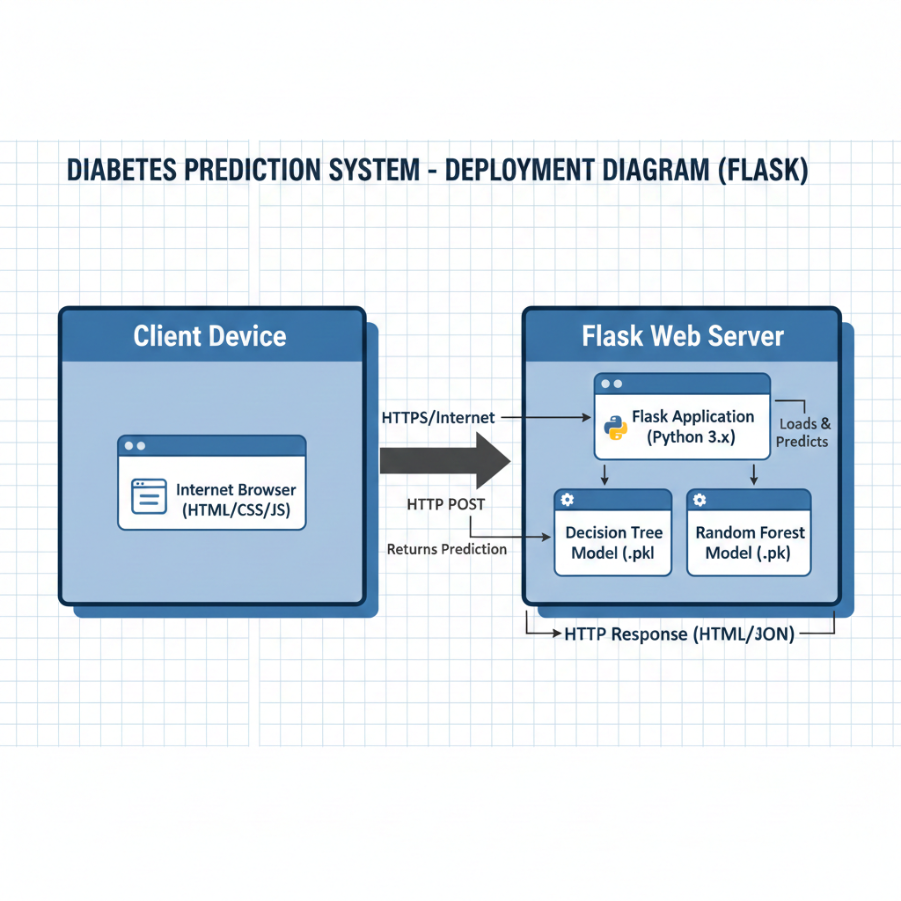 DIABETES PREDICTION SYSTEM - DEPLOYMENT DIAGRAM (FLASK)
Client Device
Internet Browser
(HTML/CSS/JS)
HTTPS/Internet
HTTP POST
Returns Prediction
Flask Web Server
Flask Application
(Python 3.x)
Loads &
Predicts
Decision Tree
Model (.pkl
Random Forest
Model (.pk)
HTTP Response (HTML/JON)